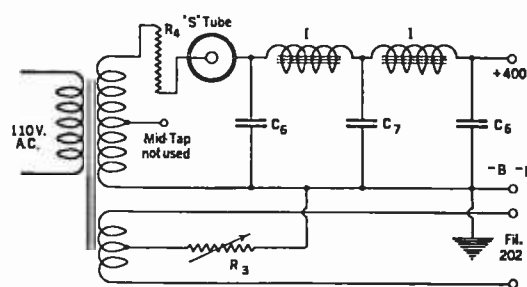 "S" Tube
R4
I
I
+400
110V.
A.C.
Mid-Tap
not used
C6
C7
C6
-B
Fil.
202
R3